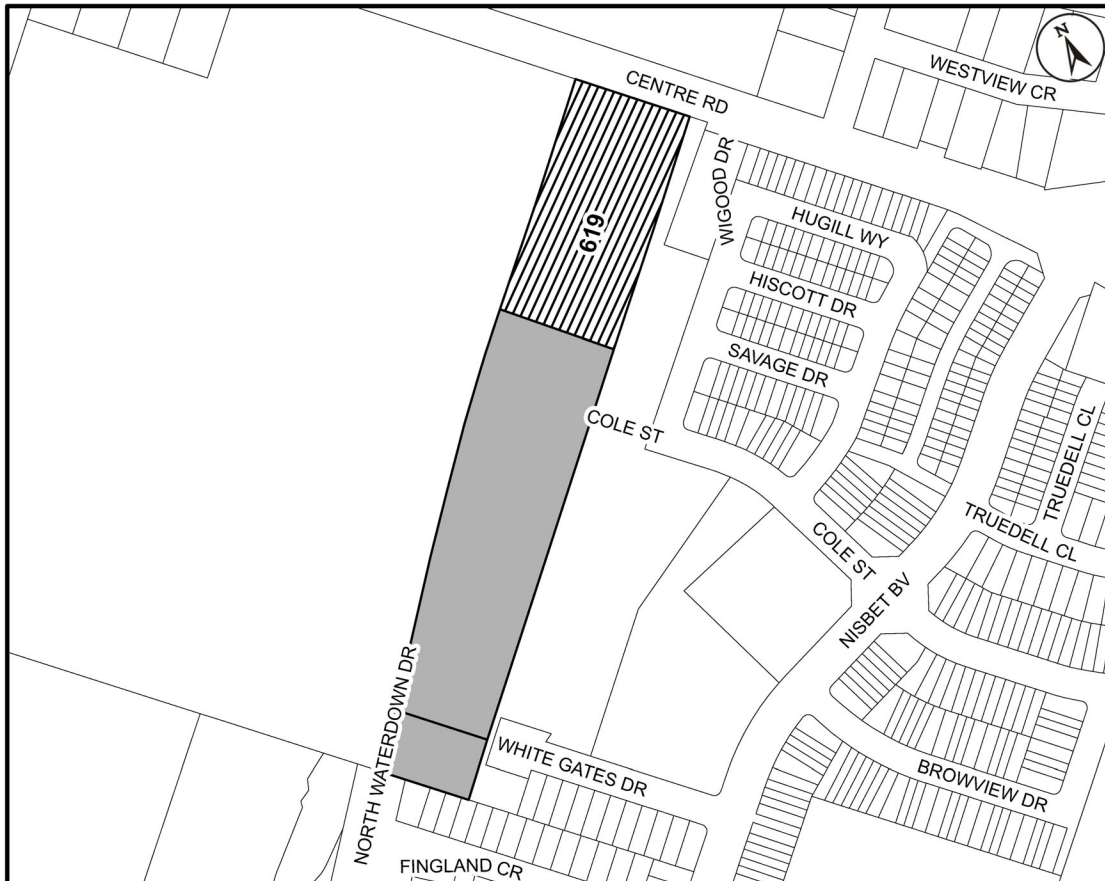 N
WESTVIEW CR
CENTRE RD
WIGOOD DR
HUGILL WY
619
HISCOTT DR
SAVAGE DR
COLE ST
TRUEDELL CL
TRUEDELL CL
COLE ST
NISBET BV
NORTH WATERDOWN DR
WHITE GATES DR
BROWVIEW DR
FINGLAND CR